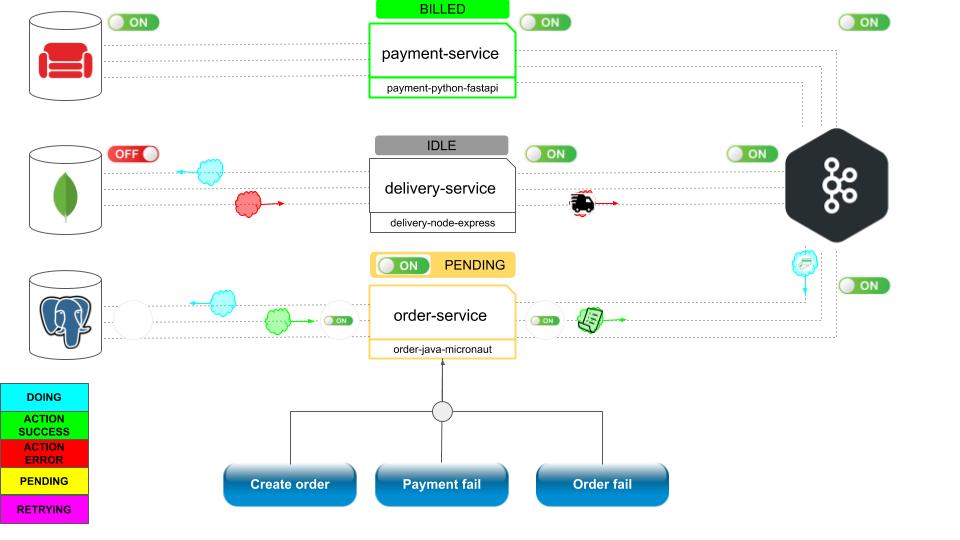 BILLED
ON
ON
ON
payment-service
payment-python-fastapi
IDLE
OFF
ON
ON
delivery-service
delivery-node-express
ON
PENDING
ON
order-service
ON
ON
order-java-micronaut
DOING
ACTION
SUCCESS
ACTION
ERROR
PENDING
RETRYING
Create order
Payment fail
Order fail